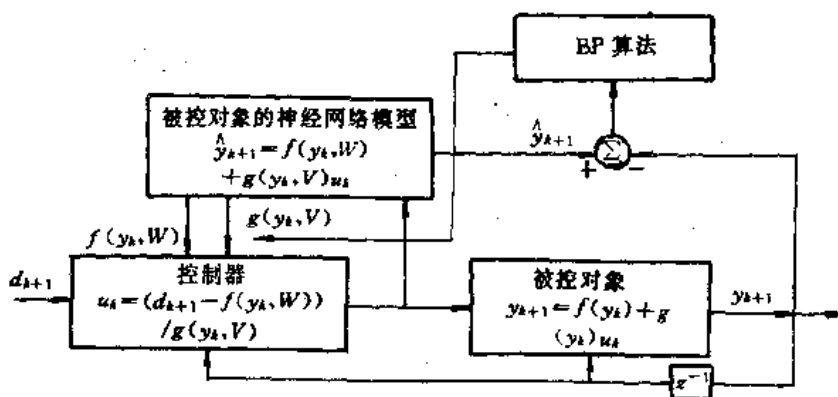 BP 算法
被控对象的神经网络模型
ŷₖ₊₁=f(yₖ,W)
+g(yₖ,V)uₖ
ŷₖ₊₁
Σ
+
−
f(yₖ,W)
g(yₖ,V)
dₖ₊₁
控制器
uₖ=(dₖ₊₁−f(yₖ,W))
/g(yₖ,V)
被控对象
yₖ₊₁=f(yₖ)+g
(yₖ)uₖ
yₖ₊₁
z⁻¹